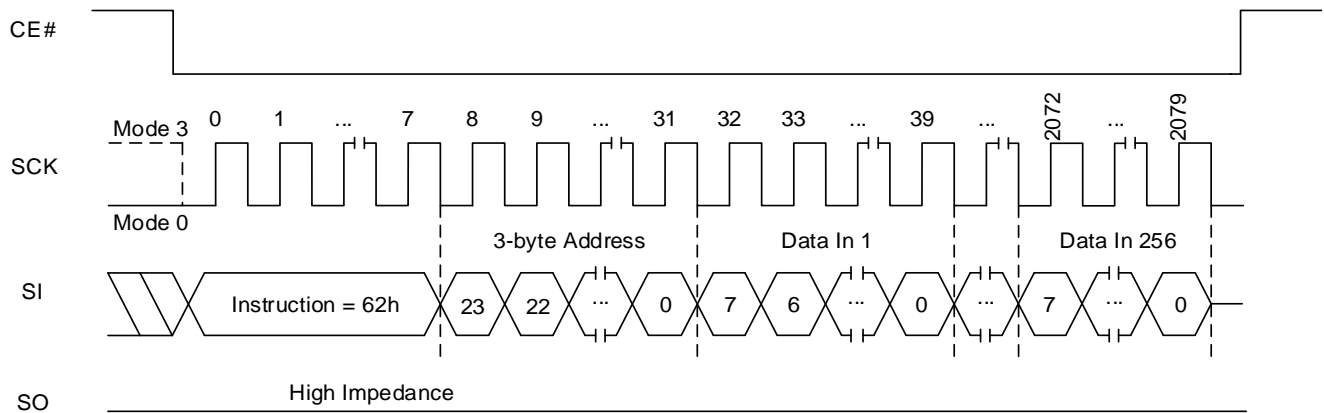 CE#
Mode 3
0 1 ... 7 8 9 ... 31 32 33 ... 39 ... 2072 ... 2079
SCK
Mode 0
3-byte Address Data In 1 Data In 256
SI
Instruction = 62h 23 22 ... 0 7 6 ... 0 ... 7 ... 0
High Impedance
SO